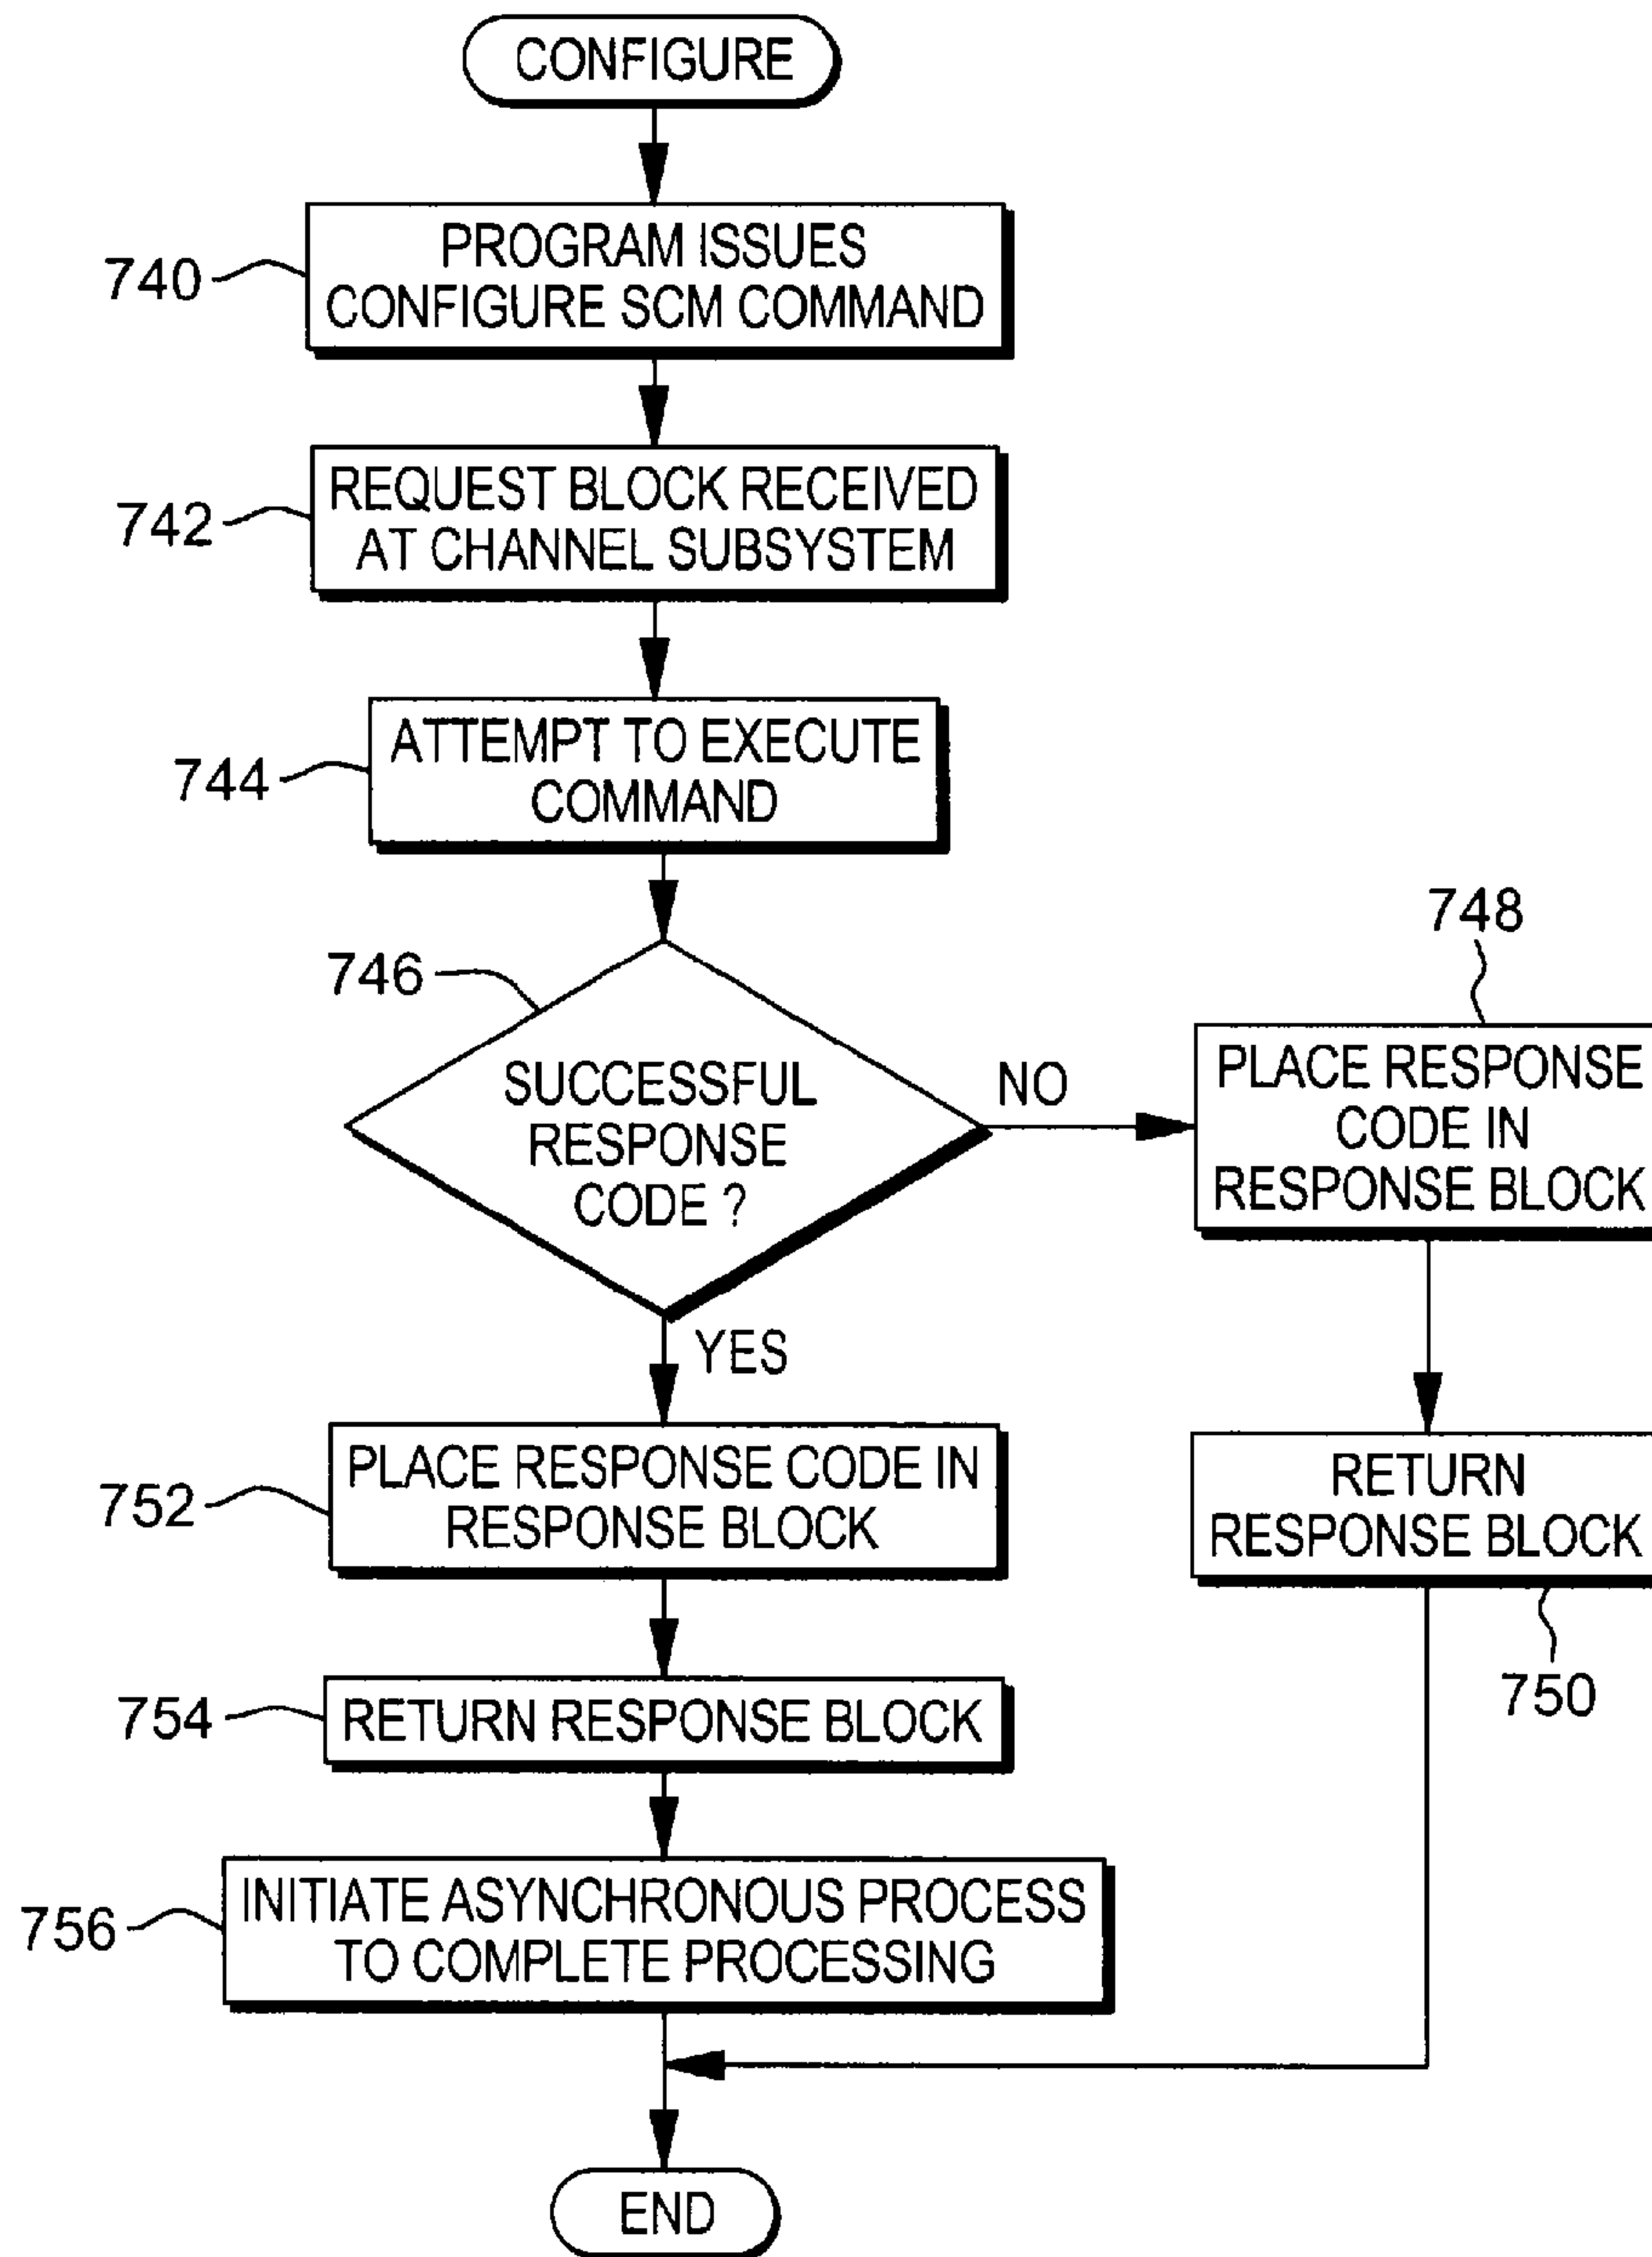 CONFIGURE
740
PROGRAM ISSUES
CONFIGURE SCM COMMAND
742
REQUEST BLOCK RECEIVED
AT CHANNEL SUBSYSTEM
744
ATTEMPT TO EXECUTE
COMMAND
746
SUCCESSFUL
RESPONSE
CODE ?
NO
748
PLACE RESPONSE
CODE IN
RESPONSE BLOCK
RETURN
RESPONSE BLOCK
750
YES
752
PLACE RESPONSE CODE IN
RESPONSE BLOCK
754
RETURN RESPONSE BLOCK
756
INITIATE ASYNCHRONOUS PROCESS
TO COMPLETE PROCESSING
END